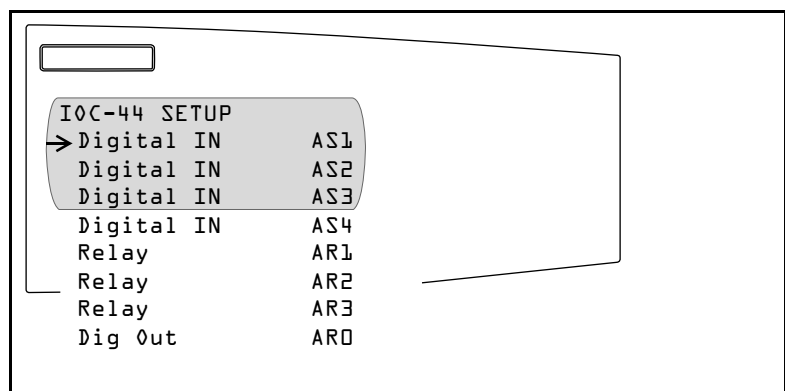 IOC-44 SETUP
→ Digital IN AS1
Digital IN AS2
Digital IN AS3
Digital IN AS4
Relay AR1
Relay AR2
Relay AR3
Dig Out ARO